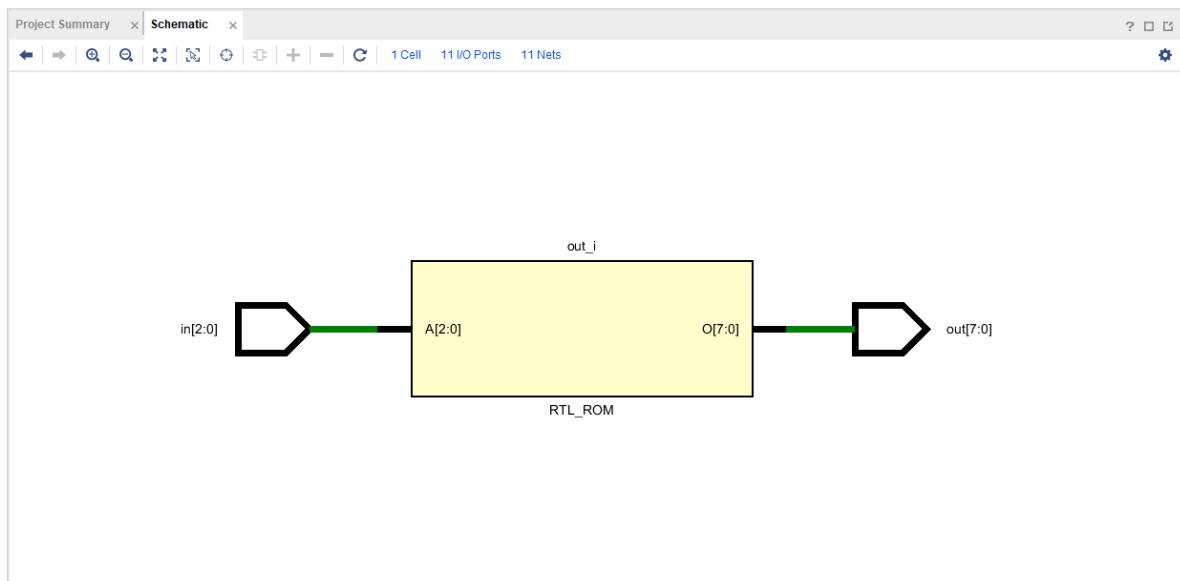 Project Summary × Schematic ×
?
1 Cell 11 I/O Ports 11 Nets
out_i
in[2:0] A[2:0] O[7:0] out[7:0]
RTL_ROM